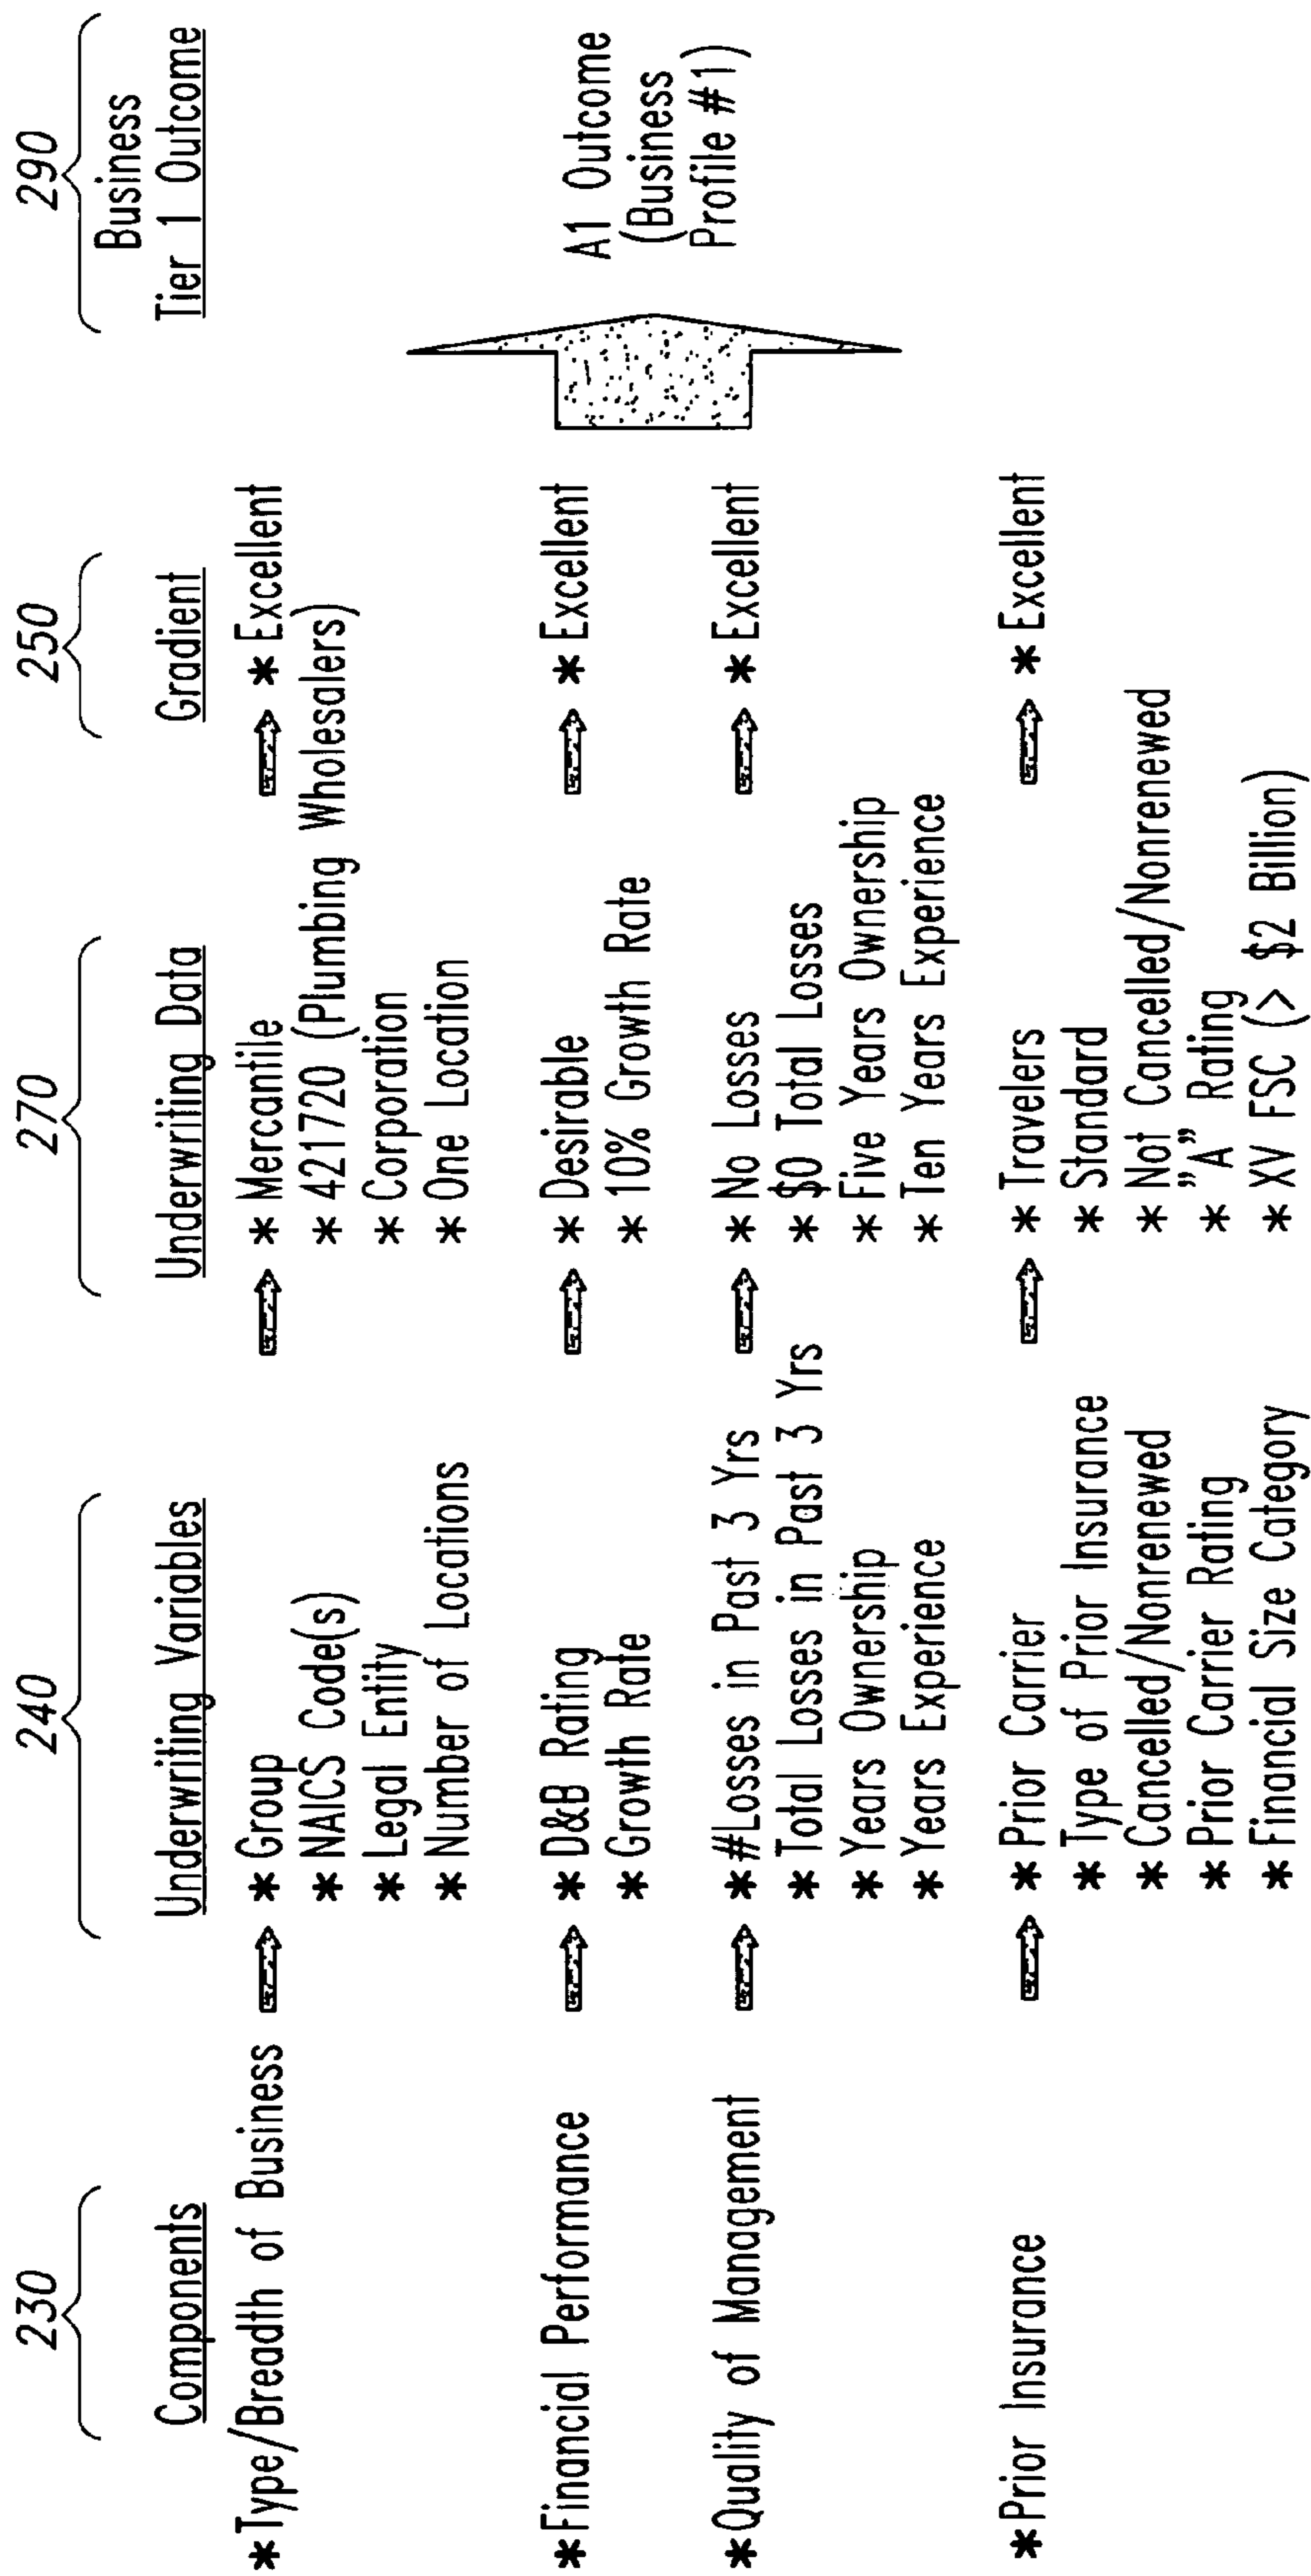 230
Components
*Type/Breadth of Business
*Financial Performance
*Quality of Management
*Prior Insurance
240
Underwriting Variables
* Group
* NAICS Code(s)
* Legal Entity
* Number of Locations
* D&B Rating
* Growth Rate
* #Losses in Past 3 Yrs
* Total Losses in Past 3 Yrs
* Years Ownership
* Years Experience
* Prior Carrier
* Type of Prior Insurance
* Cancelled/Nonrenewed
* Prior Carrier Rating
* Financial Size Category
270
Underwriting Data
* Mercantile
* 421720 (Plumbing Wholesalers)
* Corporation
* One Location
* Desirable
* 10% Growth Rate
* No Losses
* $0 Total Losses
* Five Years Ownership
* Ten Years Experience
* Travelers
* Standard
* Not Cancelled/Nonrenewed
* "A" Rating
* XV FSC (> $2 Billion)
250
Gradient
* Excellent
* Excellent
* Excellent
* Excellent
290
Business
Tier 1 Outcome
A1 Outcome
(Business
Profile #1)